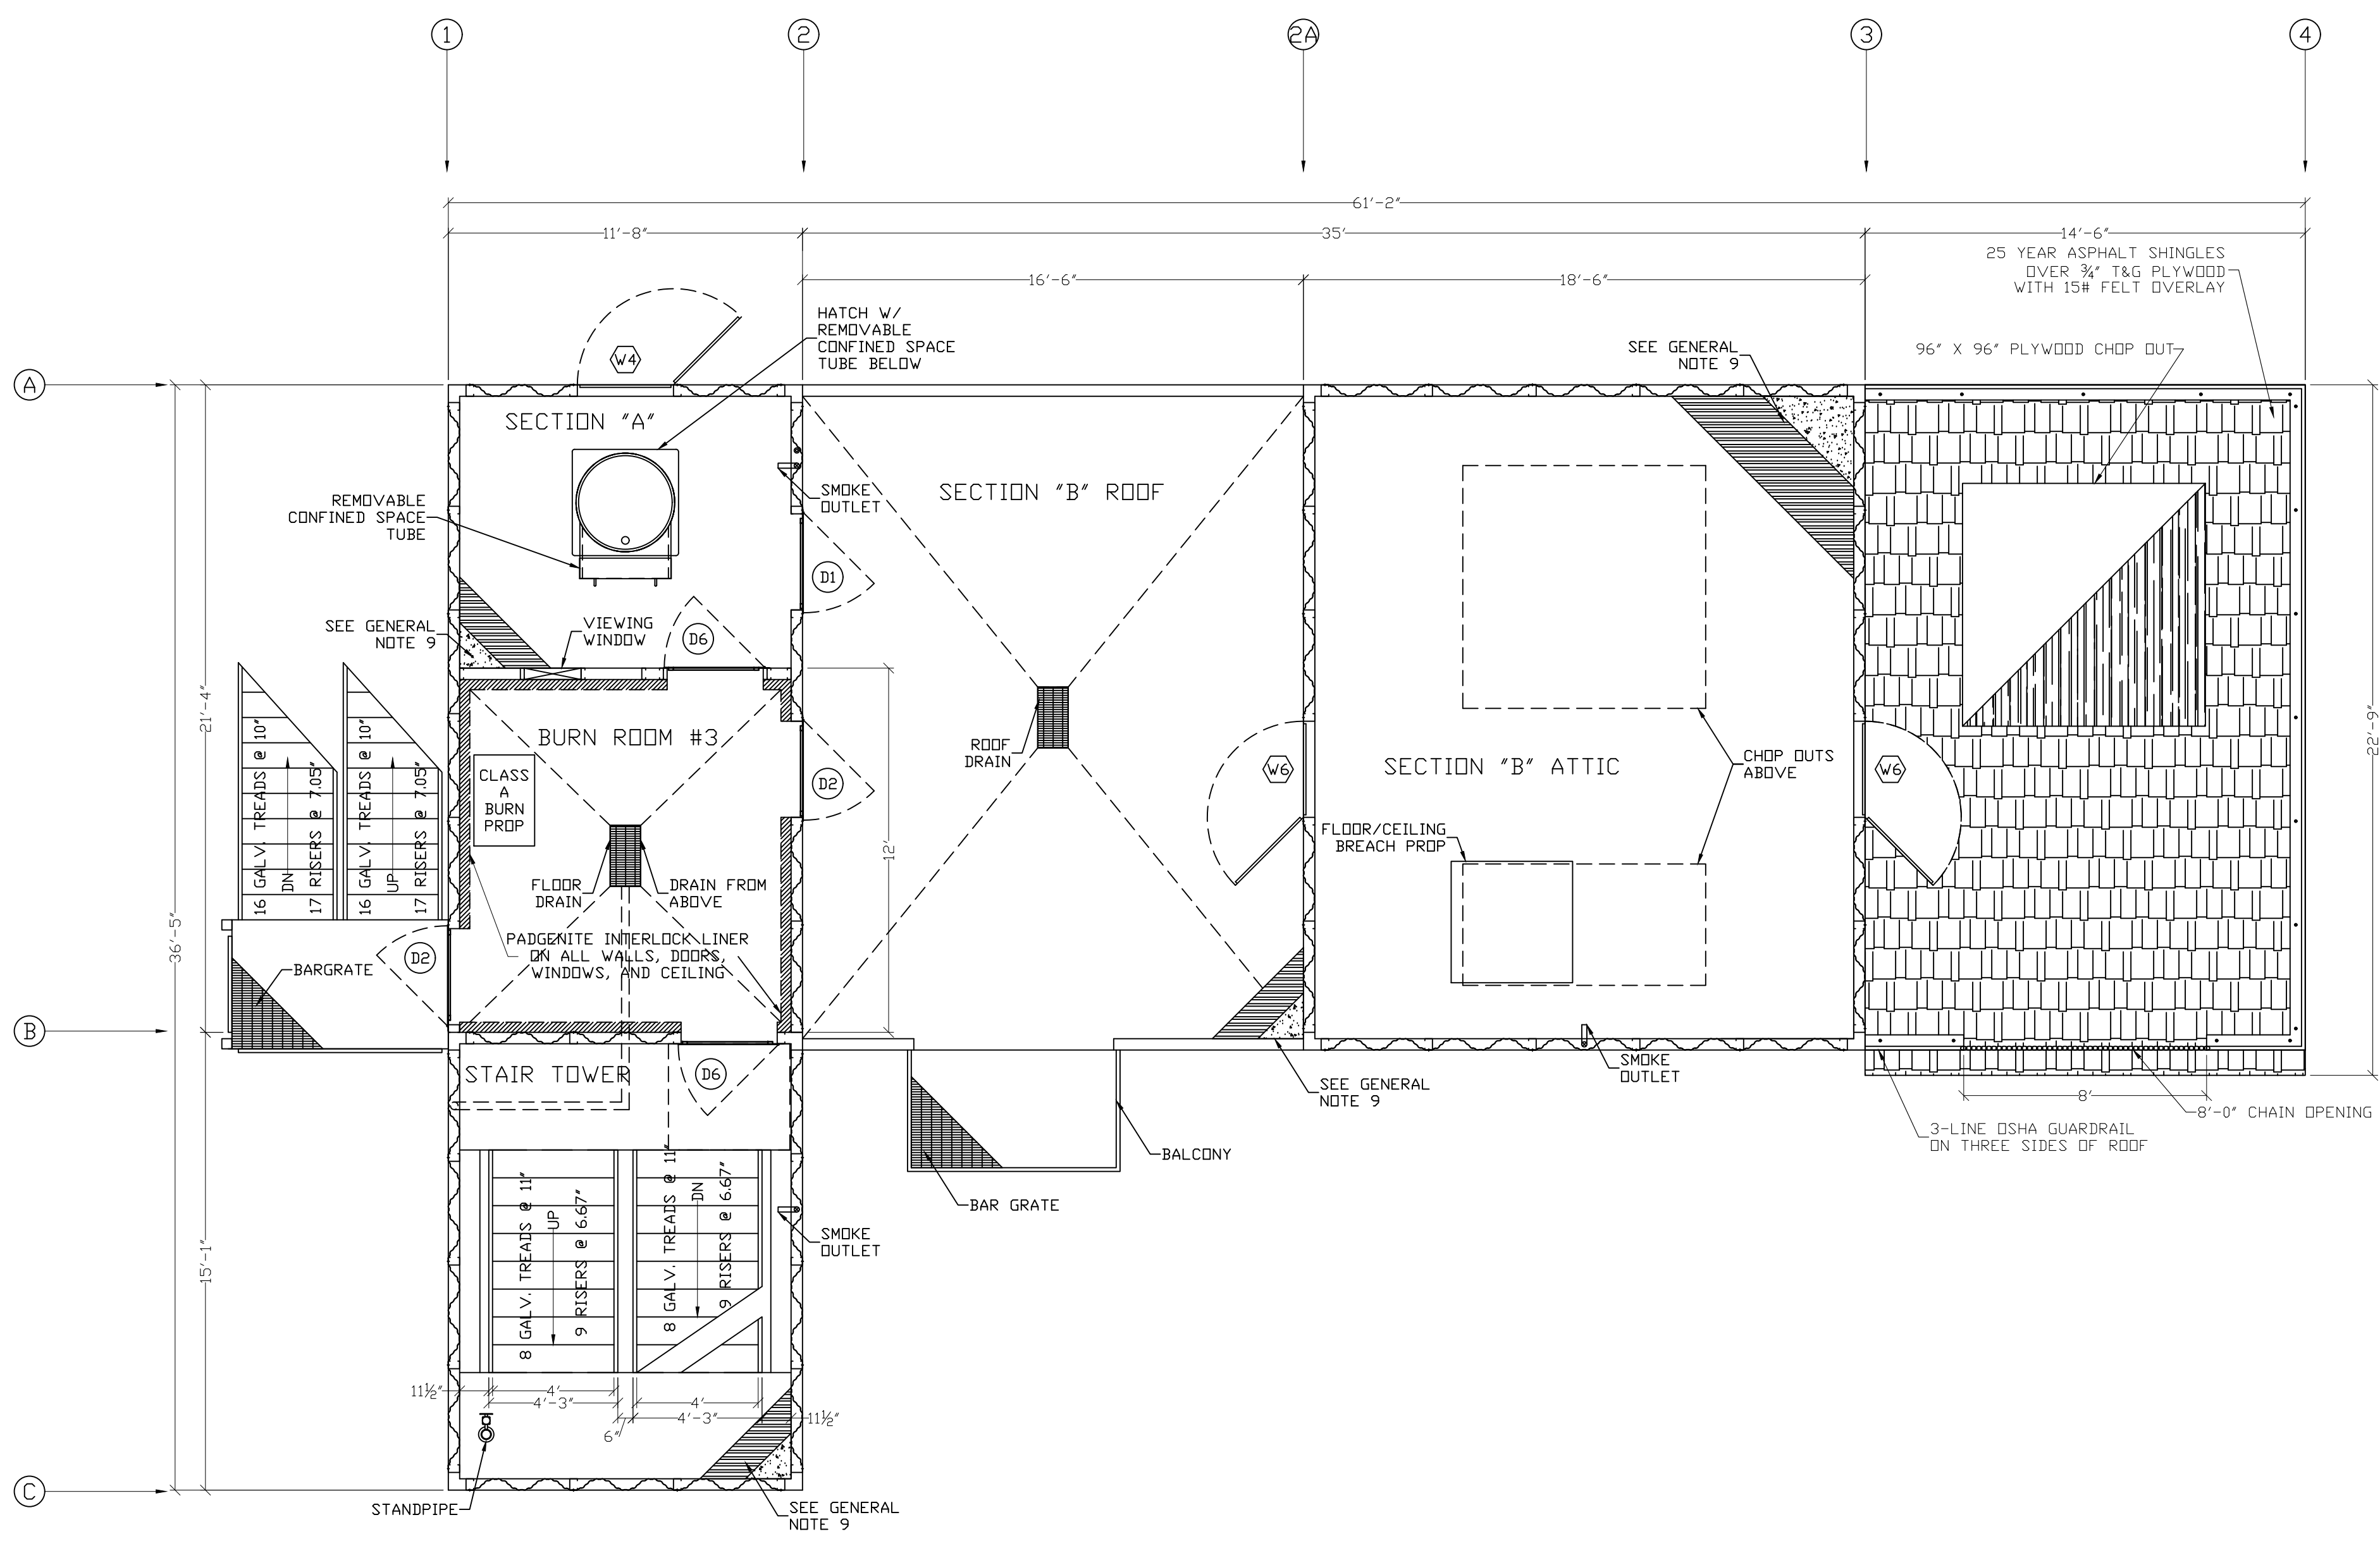 1
2
2A
3
4
61'-2"
11'-8"
35'
14'-6"
16'-6"
18'-6"
25 YEAR ASPHALT SHINGLES
OVER ¾" T&G PLYWOOD
WITH 15# FELT OVERLAY
HATCH W/
REMOVABLE
CONFINED SPACE
TUBE BELOW
SEE GENERAL
NOTE 9
96" X 96" PLYWOOD CHOP OUT
W4
A
SECTION "A"
SECTION "B" ROOF
REMOVABLE
CONFINED SPACE
TUBE
SMOKE
OUTLET
D1
SEE GENERAL
NOTE 9
VIEWING
WINDOW
D6
21'-4"
36'-5"
22'-9"
16 GALV. TREADS @ 10"
DN
17 RISERS @ 7.05"
16 GALV. TREADS @ 10"
UP
17 RISERS @ 7.05"
BURN ROOM #3
CLASS
A
BURN
PROP
D2
ROOF
DRAIN
W6
SECTION "B" ATTIC
CHOP OUTS
ABOVE
W6
FLOOR/CEILING
BREACH PROP
12'
FLOOR
DRAIN
DRAIN FROM
ABOVE
PADGENITE INTERLOCK LINER
ON ALL WALLS, DOORS,
WINDOWS, AND CEILING
D2
BARGRATE
B
STAIR TOWER
D6
SMOKE
OUTLET
SEE GENERAL
NOTE 9
8'
8'-0" CHAIN OPENING
3-LINE OSHA GUARDRAIL
ON THREE SIDES OF ROOF
BALCONY
BAR GRATE
15'-1"
8 GALV. TREADS @ 11"
UP
9 RISERS @ 6.67"
8 GALV. TREADS @ 11"
DN
9 RISERS @ 6.67"
SMOKE
OUTLET
11½"
4'
4'-3"
6"
4'
4'-3"
11½"
C
STANDPIPE
SEE GENERAL
NOTE 9